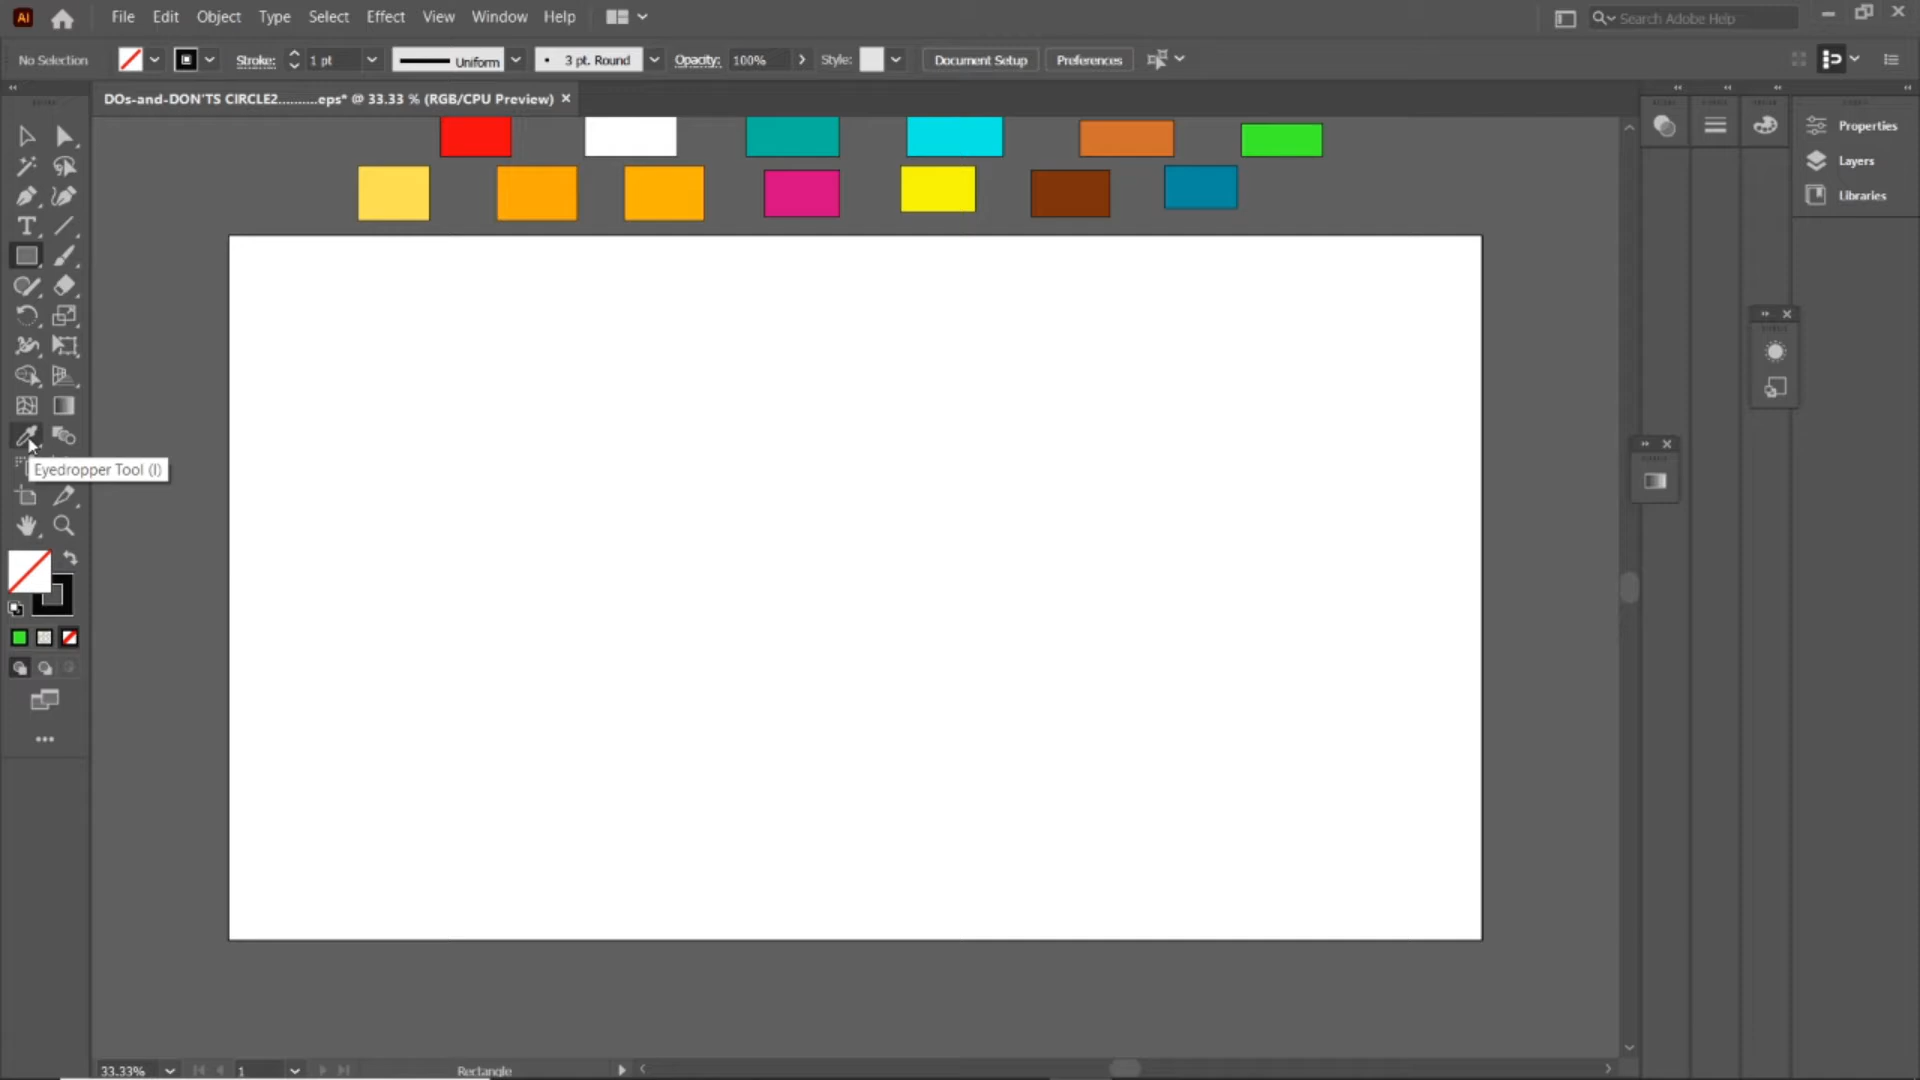 Ai File Edit Object Type Select Effect View Window Help Search Adobe Help
No Selection Stroke: 1 pt Uniform 3 pt. Round Opacity: 100% Style: Document Setup Preferences
DOs-and-DON'TS CIRCLE2..........eps* @ 33.33 % (RGB/CPU Preview) ×
Properties
Layers
Libraries
T
Eyedropper Tool (I)
33.33% 1 Rectangle